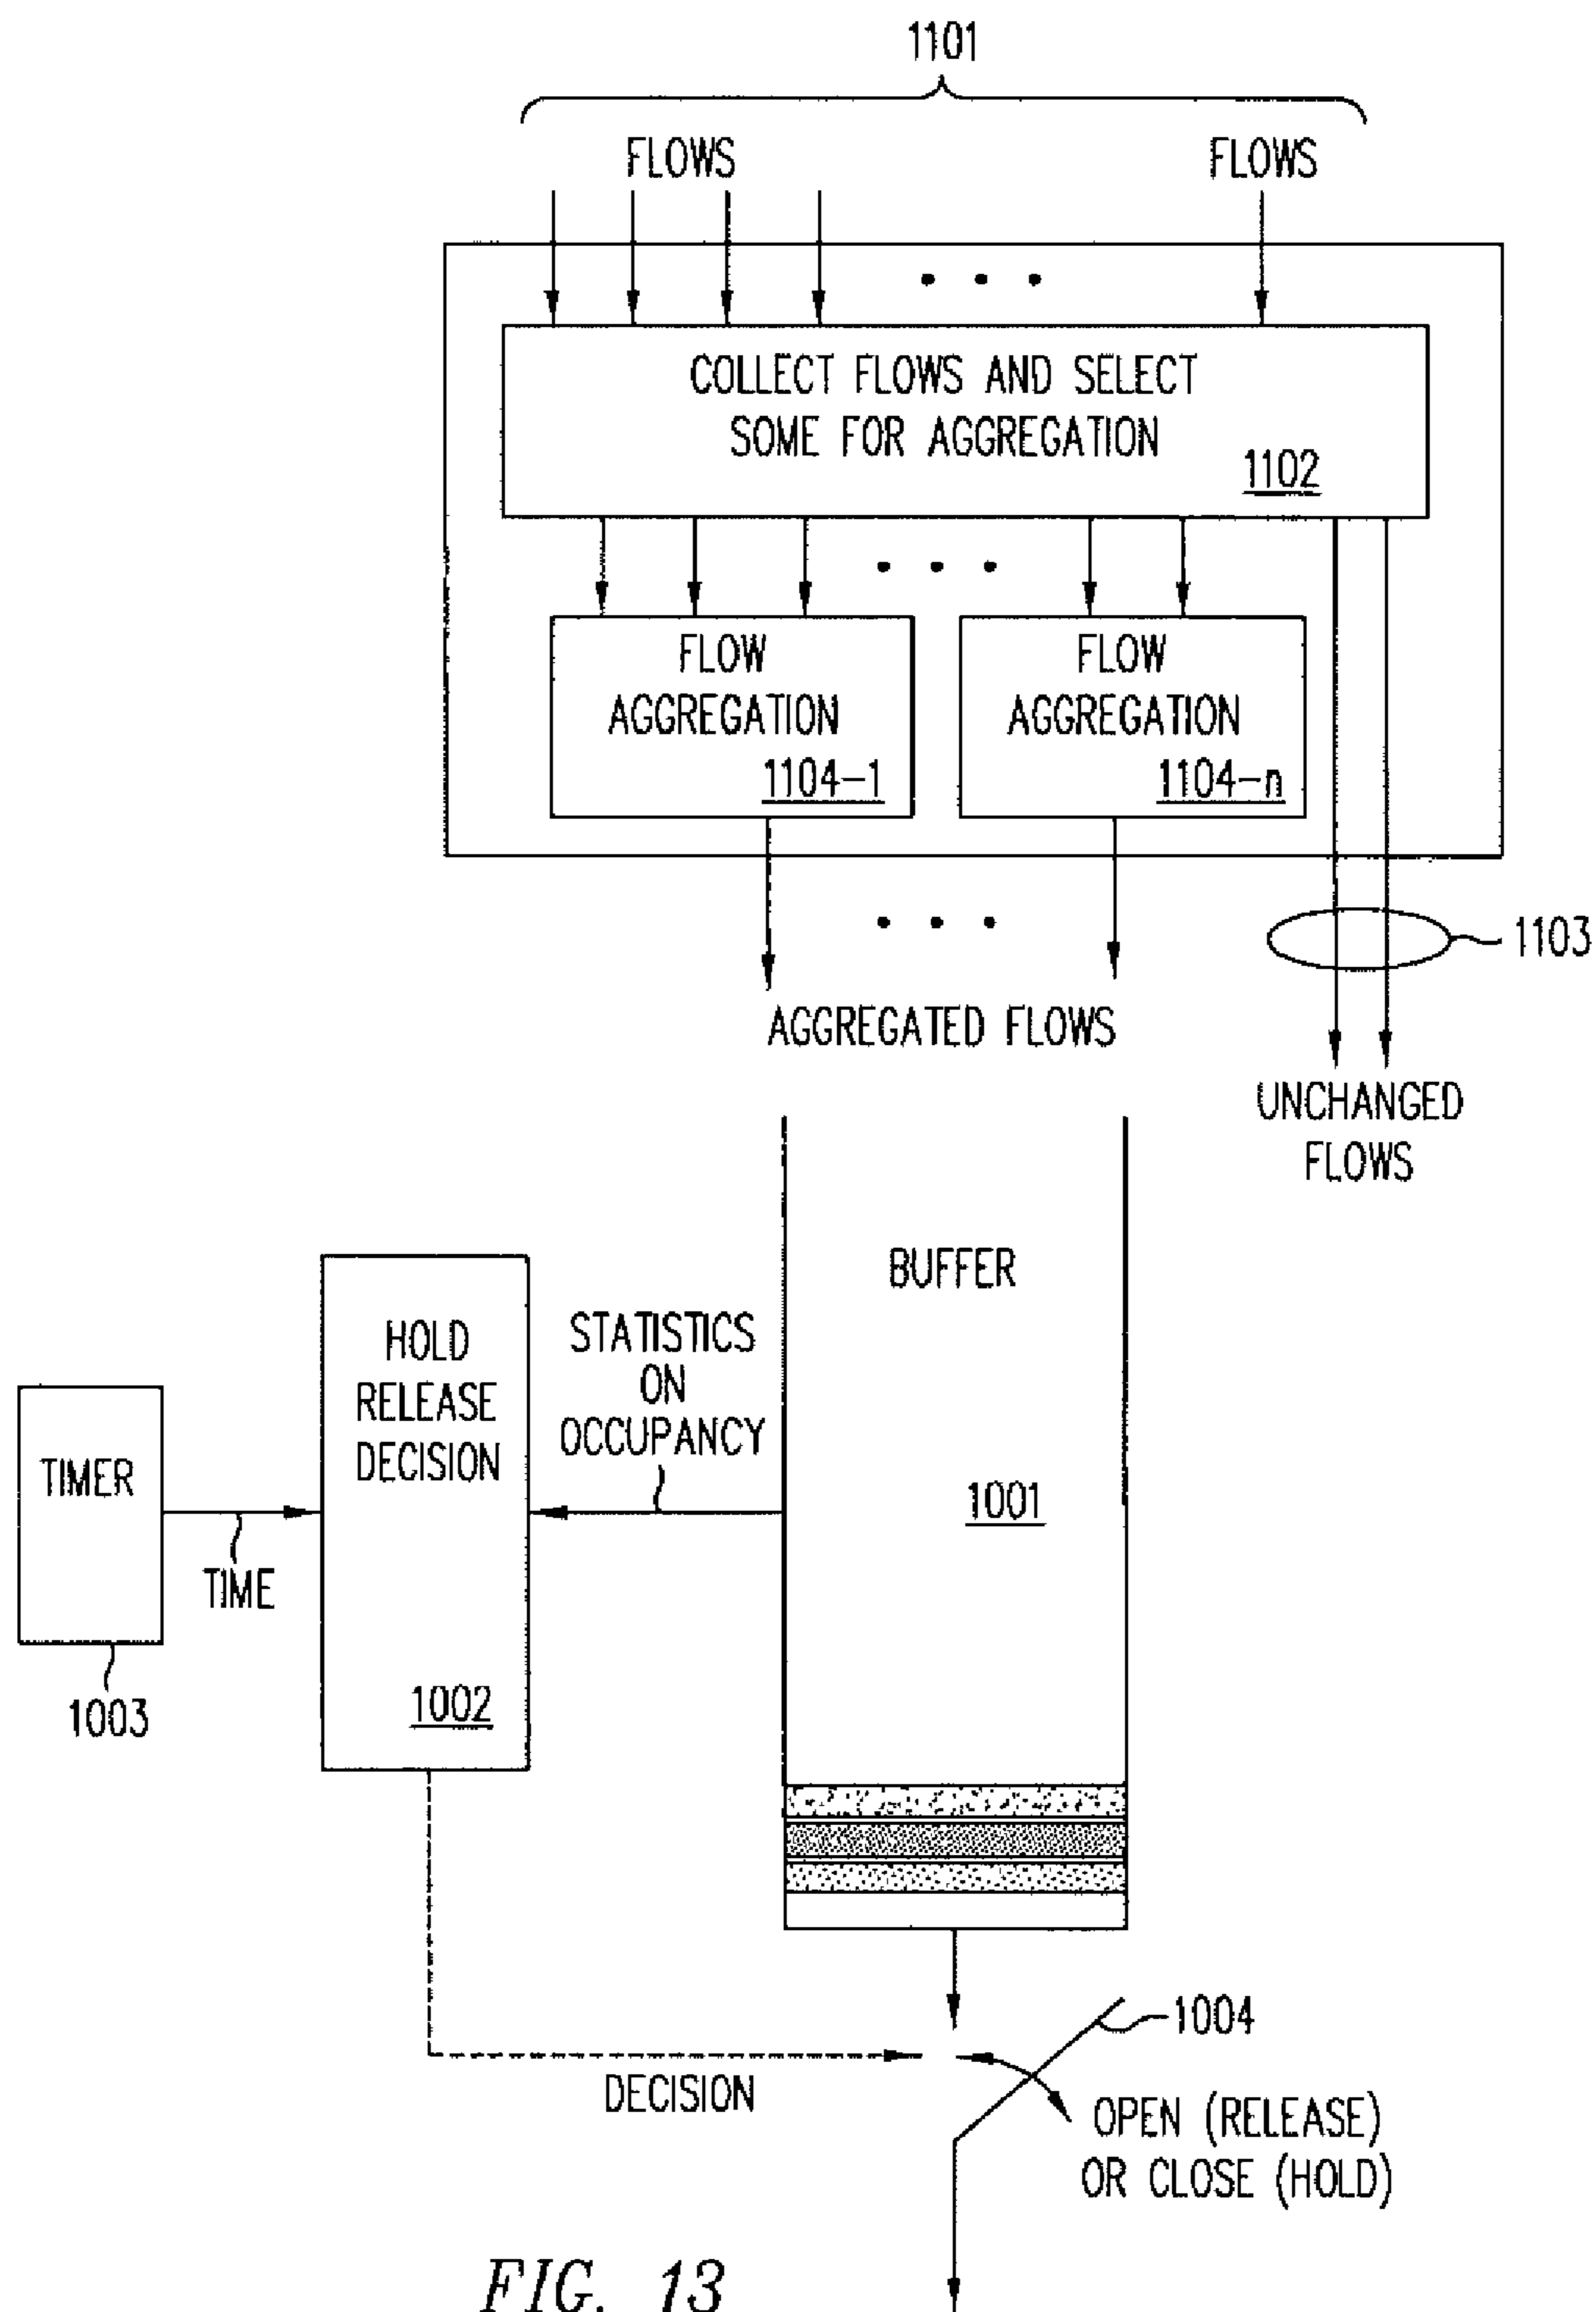 1101
FLOWS FLOWS
COLLECT FLOWS AND SELECT
SOME FOR AGGREGATION
1102
FLOW
AGGREGATION
1104-1
FLOW
AGGREGATION
1104-n
1103
AGGREGATED FLOWS
UNCHANGED
FLOWS
BUFFER
1001
STATISTICS
ON
OCCUPANCY
HOLD
RELEASE
DECISION
1002
TIMER
TIME
1003
1004
DECISION
OPEN (RELEASE)
OR CLOSE (HOLD)
FIG. 13